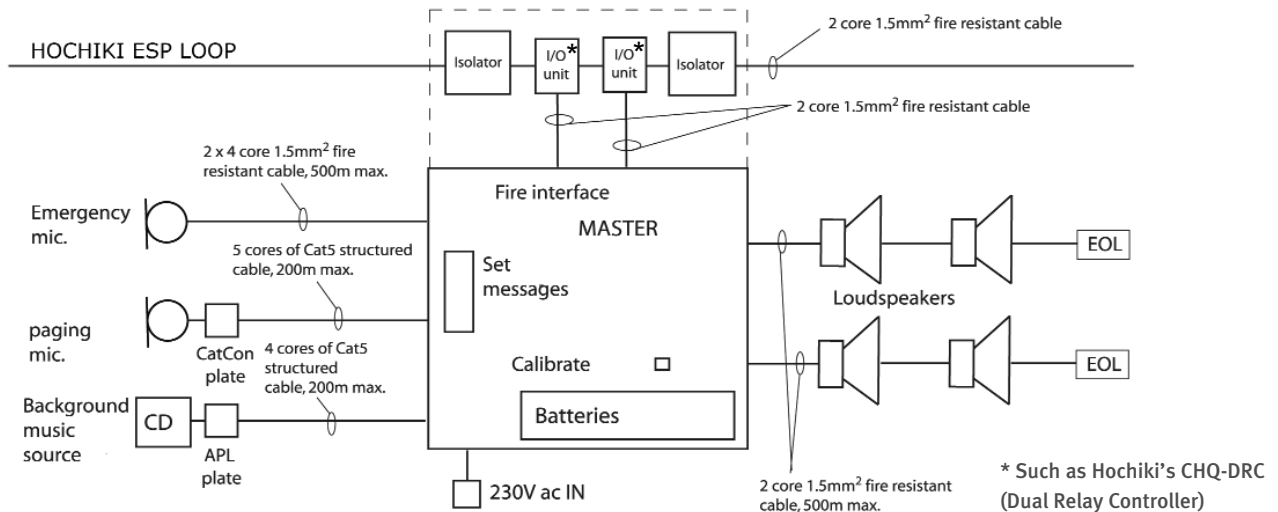 HOCHIKI ESP LOOP
Isolator
I/O*
unit
I/O*
unit
Isolator
2 core 1.5mm² fire resistant cable
2 core 1.5mm² fire resistant cable
2 x 4 core 1.5mm² fire
resistant cable, 500m max.
Emergency
mic.
5 cores of Cat5 structured
cable, 200m max.
paging
mic.
CatCon
plate
4 cores of Cat5
structured
cable, 200m max.
Background
music
source
CD
APL
plate
Fire interface
MASTER
Set
messages
Calibrate
Batteries
230V ac IN
EOL
Loudspeakers
EOL
2 core 1.5mm² fire resistant
cable, 500m max.
* Such as Hochiki's CHQ-DRC
(Dual Relay Controller)